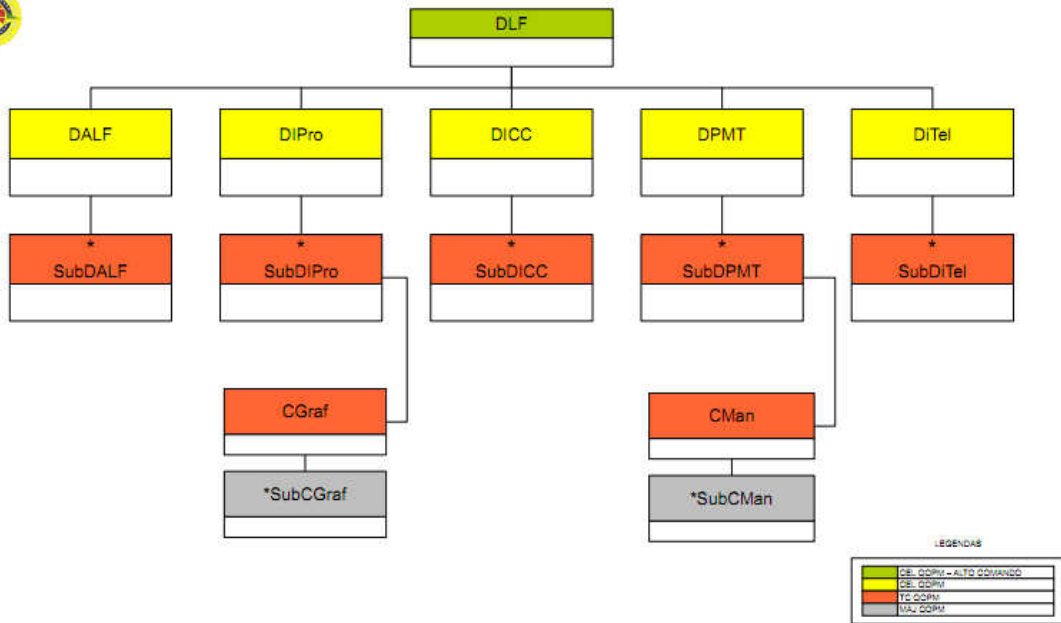 DLF
DALF
DIPro
DICC
DPMT
DiTel
*
SubDALF
*
SubDIPro
*
SubDICC
*
SubDPMT
*
SubDiTel
CGraf
CMan
*SubCGraf
*SubCMan
LEGENDAS
CEL QOPM – ALTO COMANDO
CEL QOPM
TC QOPM
MAJ QOPM